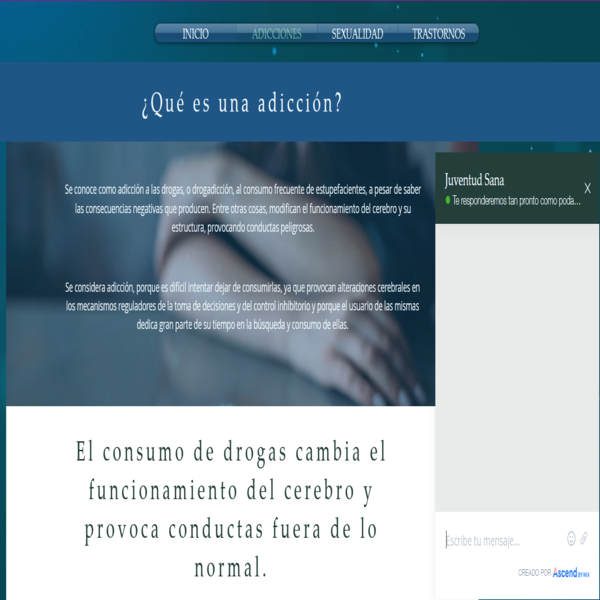 INICIO ADICCIONES SEXUALIDAD TRASTORNOS
¿Qué es una adicción?
Se conoce como adicción a las drogas, o drogadicción, al consumo frecuente de estupefacientes, a pesar de saber
las consecuencias negativas que producen. Entre otras cosas, modifican el funcionamiento del cerebro y su
estructura, provocando conductas peligrosas.
Se considera adicción, porque es difícil intentar dejar de consumirlas, ya que provocan alteraciones cerebrales en
los mecanismos reguladores de la toma de decisiones y del control inhibitorio y porque el usuario de las mismas
dedica gran parte de su tiempo en la búsqueda y consumo de ellas.
El consumo de drogas cambia el
funcionamiento del cerebro y
provoca conductas fuera de lo
normal.
Juventud Sana
Te responderemos tan pronto como poda...
Escribe tu mensaje...
CREADO POR Ascend BY WIX